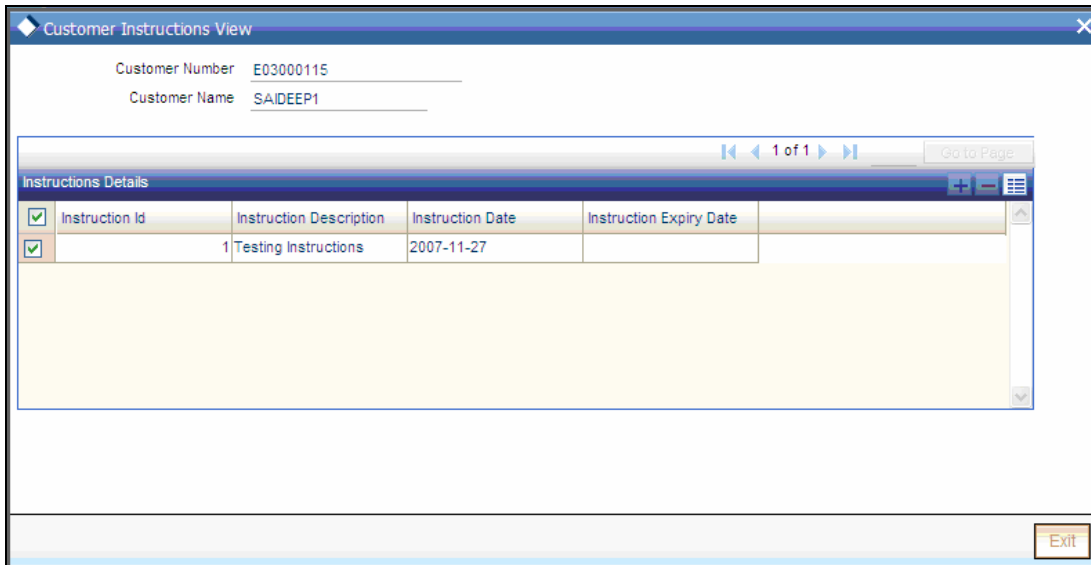 Customer Instructions View
Customer Number E03000115
Customer Name SAIDEEP1
1 of 1 Go to Page
Instructions Details
Instruction Id Instruction Description Instruction Date Instruction Expiry Date
1 Testing Instructions 2007-11-27
Exit